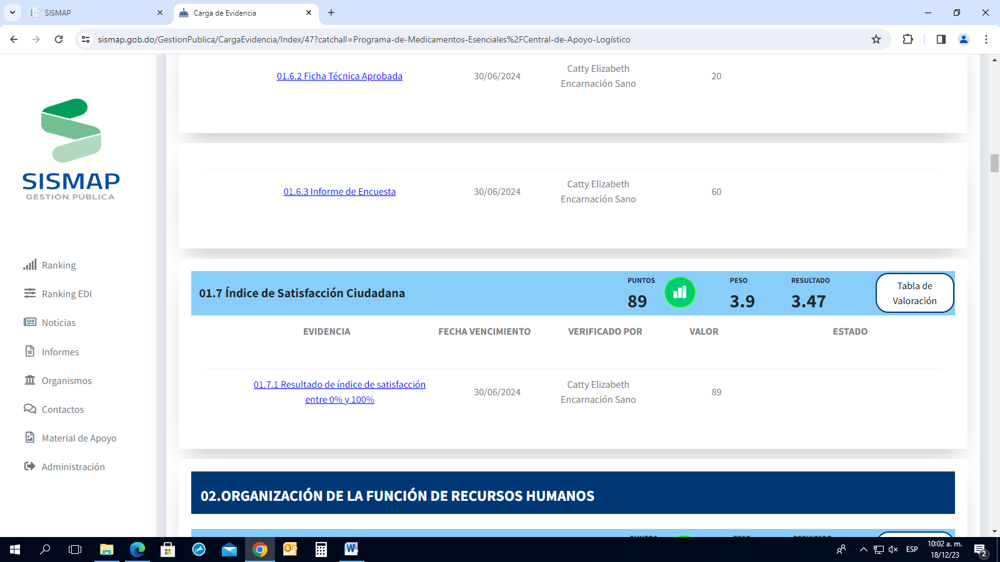 SISMAP
Carga de Evidencia
sismap.gob.do/GestionPublica/CargaEvidencia/Index/47?catchall=Programa-de-Medicamentos-Esenciales%2FCentral-de-Apoyo-Logístico
SISMAP
GESTIÓN PÚBLICA
Ranking
Ranking EDI
Noticias
Informes
Organismos
Contactos
Material de Apoyo
Administración
01.6.2 Ficha Técnica Aprobada
30/06/2024
Catty Elizabeth
Encarnación Sano
20
01.6.3 Informe de Encuesta
30/06/2024
Catty Elizabeth
Encarnación Sano
60
01.7 Índice de Satisfacción Ciudadana
PUNTOS
89
PESO
3.9
RESULTADO
3.47
Tabla de
Valoración
EVIDENCIA
FECHA VENCIMIENTO
VERIFICADO POR
VALOR
ESTADO
01.7.1 Resultado de índice de satisfacción
entre 0% y 100%
30/06/2024
Catty Elizabeth
Encarnación Sano
89
02.ORGANIZACIÓN DE LA FUNCIÓN DE RECURSOS HUMANOS
PUNTOS
PESO
RESULTADO
ESP
10:02 a. m.
18/12/23
2